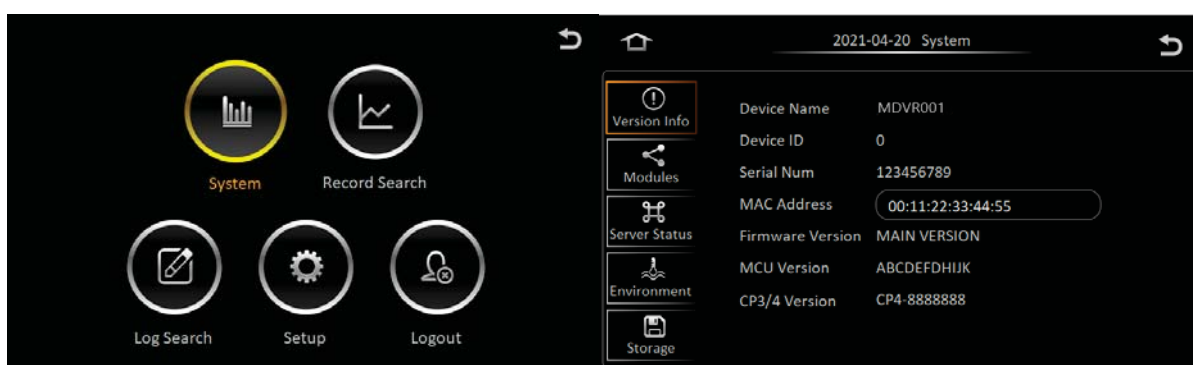 System
Record Search
Log Search
Setup
Logout
2021-04-20 System
Version Info
Modules
Server Status
Environment
Storage
Device Name MDVR001
Device ID 0
Serial Num 123456789
MAC Address 00:11:22:33:44:55
Firmware Version MAIN VERSION
MCU Version ABCDEFDHIJK
CP3/4 Version CP4-8888888